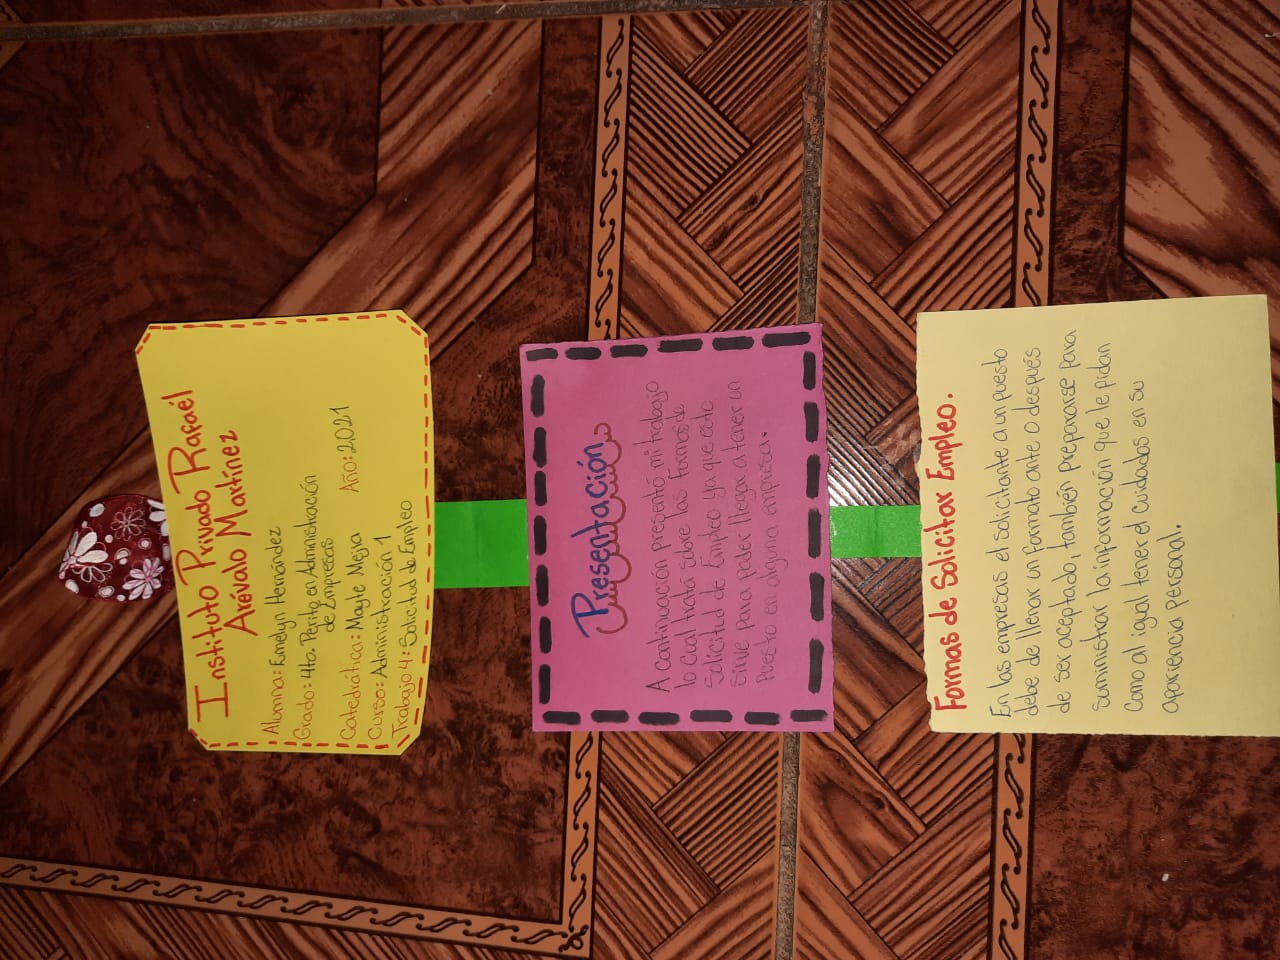 Instituto Privado Rafaél
Arévalo Martínez
Alumna: Esmelyn Hernández
Grado: 4to. Perito en Administración
de Empresas
Catedrática: Mayte Mejia
Curso: Administración 1 Año: 2021
Trabajo 4: Solicitud de Empleo
Presentación
A continuación presentó mi trabajo
lo cual trata sobre las Formas de
Solicitud de Empleo ya que esto
sirve para poder llegar a tener un
puesto en alguna empresa.
Formas de Solicitar Empleo.
En las empresas el solicitante a un puesto
debe de llenar un formato ante o después
de ser aceptado, también prepararse para
suministrar la información que le pidan
Como al igual tener el cuidados en su
apariencia personal.